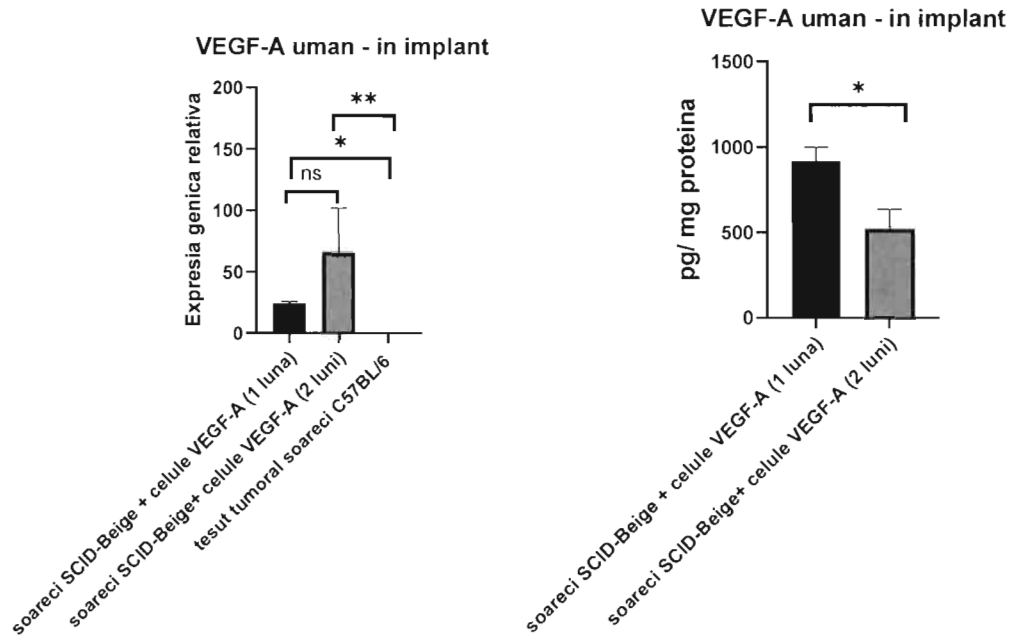 VEGF-A uman - in implant
Expresia genica relativa
200
150
100
50
0
**
*
ns
soareci SCID-Beige + celule VEGF-A (1 luna)
soareci SCID-Beige+ celule VEGF-A (2 luni)
tesut tumoral soareci C57BL/6
VEGF-A uman - in implant
pg/ mg proteina
1500
1000
500
0
*
soareci SCID-Beige + celule VEGF-A (1 luna)
soareci SCID-Beige+ celule VEGF-A (2 luni)